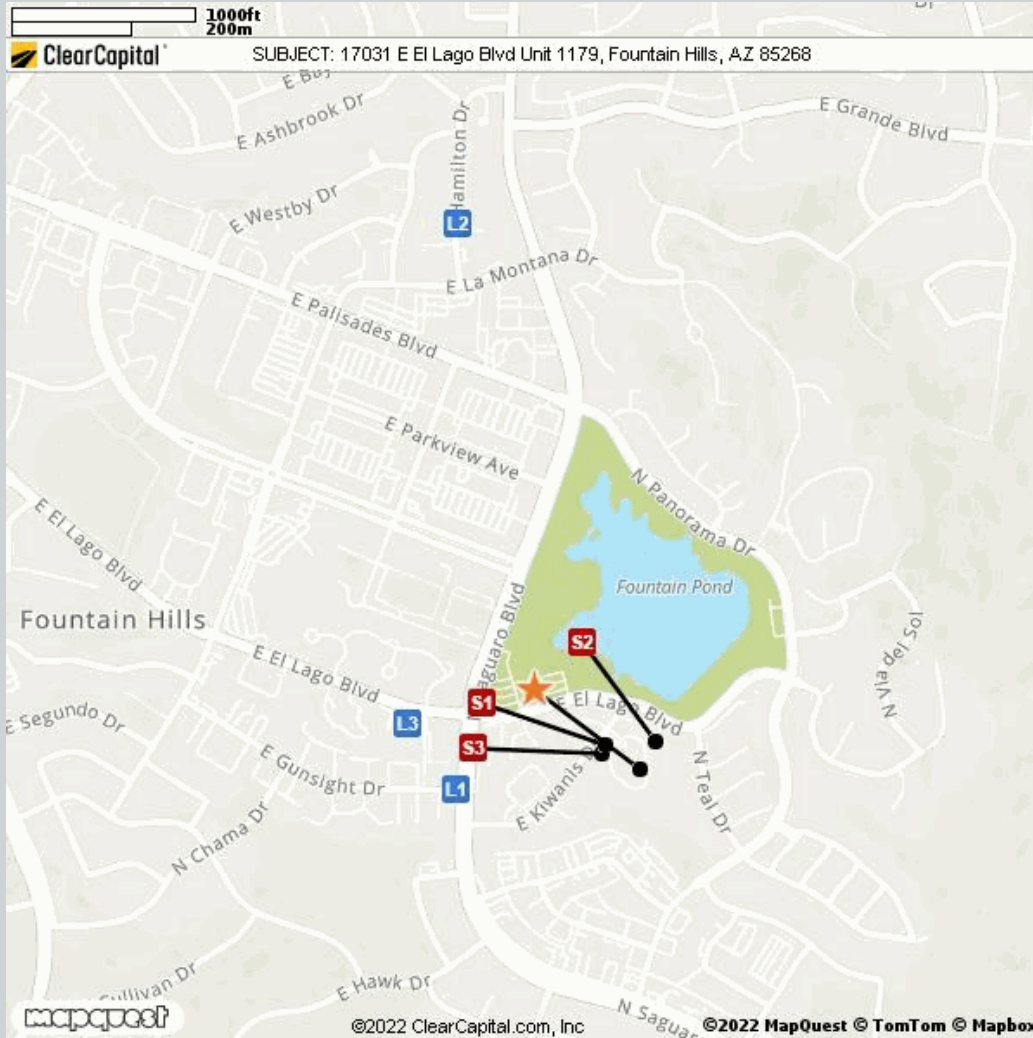 1000ft
200m
ClearCapital
SUBJECT: 17031 E El Lago Blvd Unit 1179, Fountain Hills, AZ 85268
E Ashbrook Dr
Hamilton Dr
E Grande Blvd
E Westby Dr
L2
E La Montana Dr
E Palisades Blvd
E Parkview Ave
N Panorama Dr
E El Lago Blvd
Fountain Pond
Fountain Hills
aguaro Blvd
N Via del Sol
S2
E El Lago Blvd
S1
E El Lago Blvd
E Segundo Dr
L3
S3
E Gunsight Dr
L1
E Kiwanis
N Teal Dr
N Chama Dr
Sullivan Dr
E Hawk Dr
N Saguar
mapquest
©2022 ClearCapital.com, Inc
©2022 MapQuest © TomTom © Mapbox